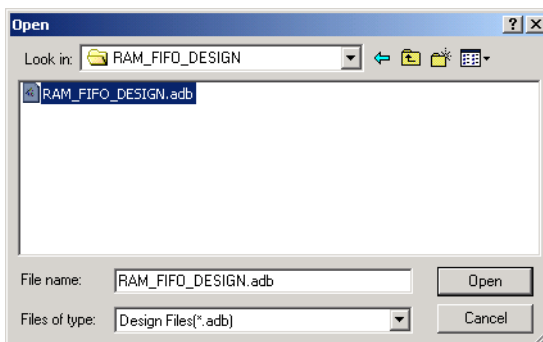 Open
Look in: RAM_FIFO_DESIGN
RAM_FIFO_DESIGN.adb
File name: RAM_FIFO_DESIGN.adb Open
Files of type: Design Files(*.adb) Cancel